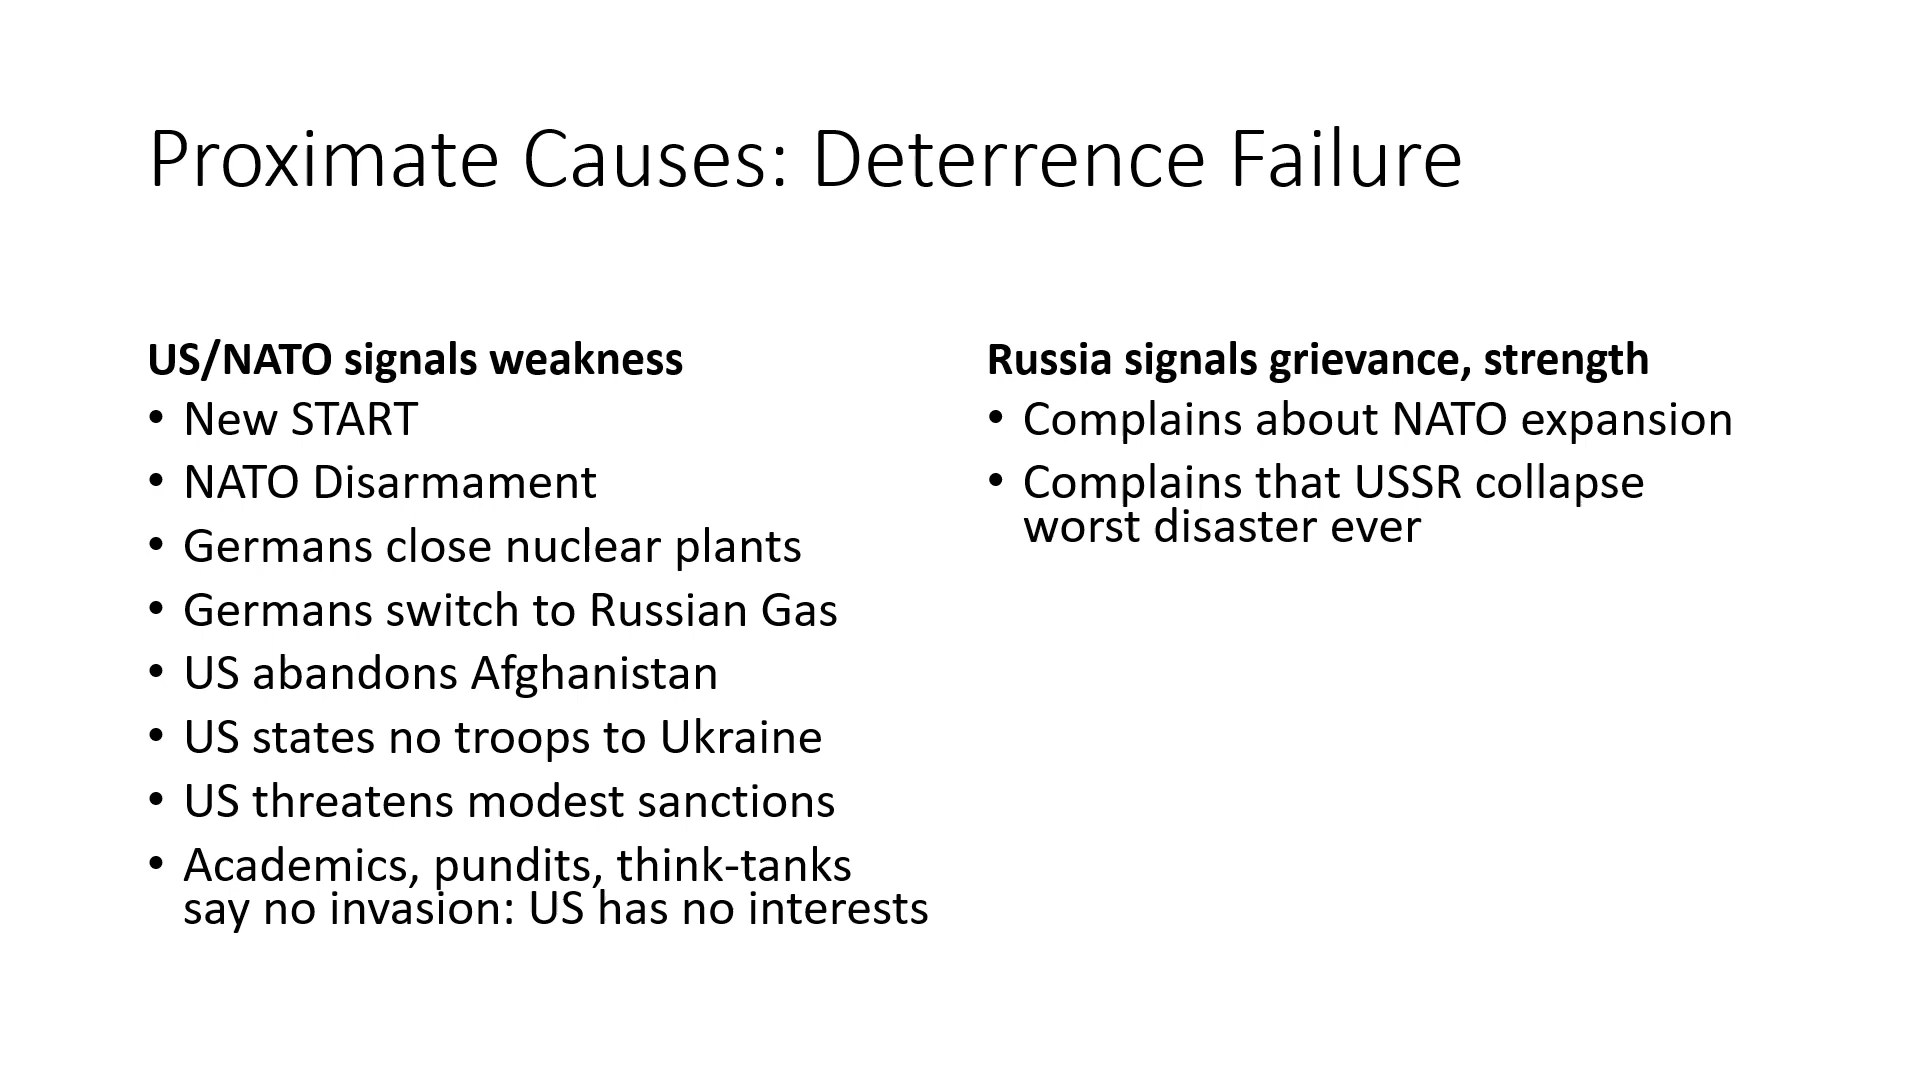 Proximate Causes: Deterrence Failure
US/NATO signals weakness
• New START
• NATO Disarmament
• Germans close nuclear plants
• Germans switch to Russian Gas
• US abandons Afghanistan
• US states no troops to Ukraine
• US threatens modest sanctions
• Academics, pundits, think-tanks
say no invasion: US has no interests
Russia signals grievance, strength
• Complains about NATO expansion
• Complains that USSR collapse
worst disaster ever